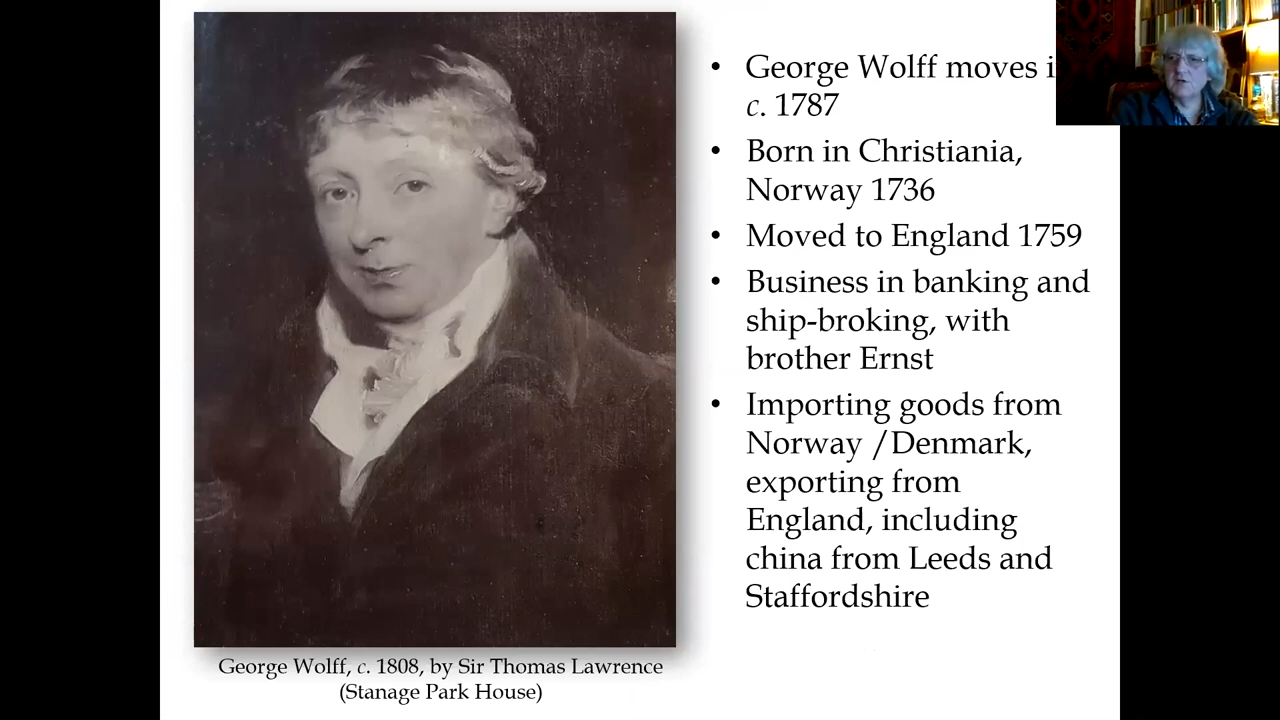 George Wolff moves
c. 1787
Born in Christiania,
Norway 1736
Moved to England 1759
Business in banking and
ship-broking, with
brother Ernst
Importing goods from
Norway /Denmark,
exporting from
England, including
china from Leeds and
Staffordshire
George Wolff, c. 1808, by Sir Thomas Lawrence
(Stanage Park House)